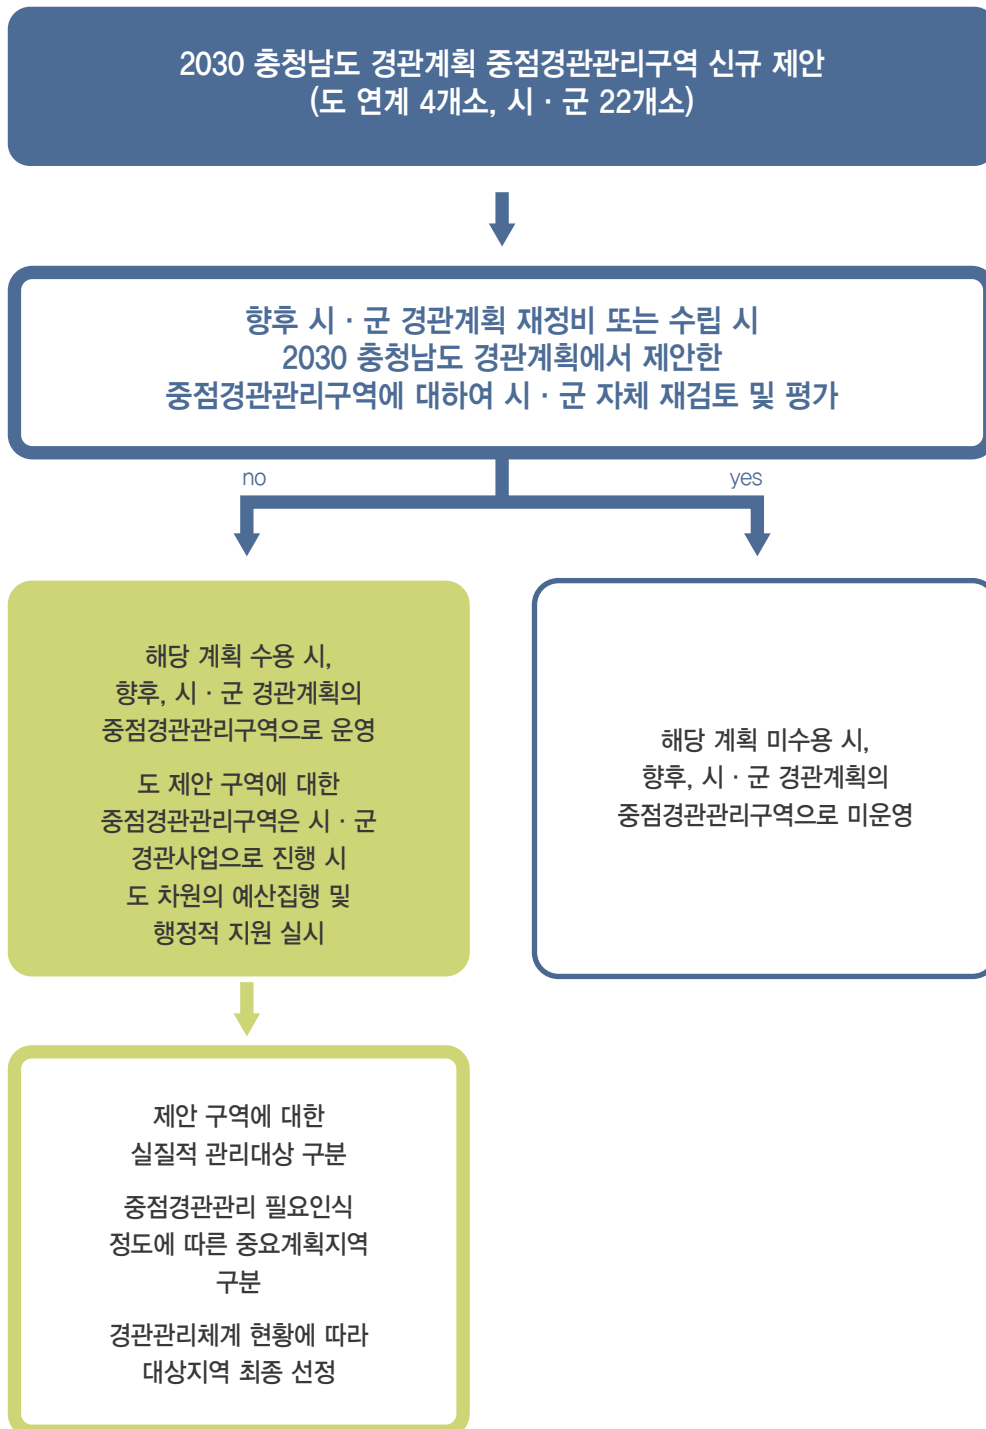 2030 충청남도 경관계획 중점경관관리구역 신규 제안
(도 연계 4개소, 시 · 군 22개소)
향후 시 · 군 경관계획 재정비 또는 수립 시
2030 충청남도 경관계획에서 제안한
중점경관관리구역에 대하여 시 · 군 자체 재검토 및 평가
no
yes
해당 계획 수용 시,
향후, 시 · 군 경관계획의
중점경관관리구역으로 운영
도 제안 구역에 대한
중점경관관리구역은 시 · 군
경관사업으로 진행 시
도 차원의 예산집행 및
행정적 지원 실시
해당 계획 미수용 시,
향후, 시 · 군 경관계획의
중점경관관리구역으로 미운영
제안 구역에 대한
실질적 관리대상 구분
중점경관관리 필요인식
정도에 따른 중요계획지역
구분
경관관리체계 현황에 따라
대상지역 최종 선정